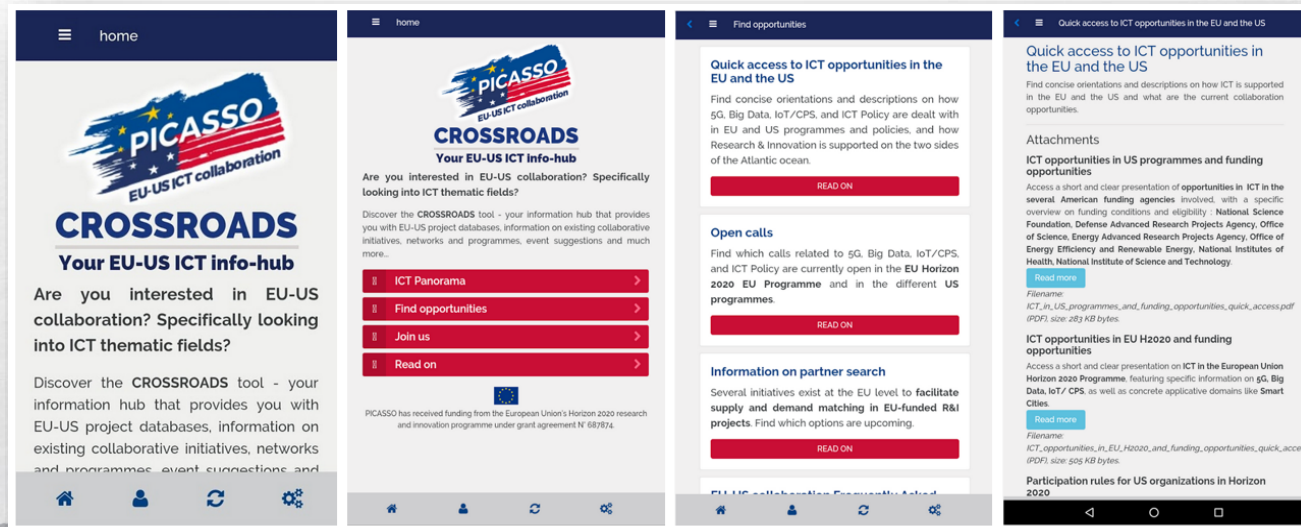 home
PICASSO
EU-US ICT collaboration
CROSSROADS
Your EU-US ICT info-hub
Are you interested in EU-US
collaboration? Specifically looking
into ICT thematic fields?
Discover the CROSSROADS tool - your
information hub that provides you with
EU-US project databases, information on
existing collaborative initiatives, networks
and programmes, event suggestions and
home
PICASSO
EU-US ICT collaboration
CROSSROADS
Your EU-US ICT info-hub
Are you interested in EU-US collaboration? Specifically
looking into ICT thematic fields?
Discover the CROSSROADS tool - your information hub that provides
you with EU-US project databases, information on existing collaborative
initiatives, networks and programmes, event suggestions and much
more...
ICT Panorama
Find opportunities
Join us
Read on
PICASSO has received funding from the European Union's Horizon 2020 research
and innovation programme under grant agreement N° 687874.
Find opportunities
Quick access to ICT opportunities in the
EU and the US
Find concise orientations and descriptions on how
5G, Big Data, IoT/CPS, and ICT Policy are dealt with
in EU and US programmes and policies, and how
Research & Innovation is supported on the two sides
of the Atlantic ocean.
READ ON
Open calls
Find which calls related to 5G, Big Data, IoT/CPS,
and ICT Policy are currently open in the EU Horizon
2020 EU Programme and in the different US
programmes.
READ ON
Information on partner search
Several initiatives exist at the EU level to facilitate
supply and demand matching in EU-funded R&I
projects. Find which options are upcoming.
READ ON
EU-US collaboration Frequently Asked
Quick access to ICT opportunities in the EU and the US
Quick access to ICT opportunities in
the EU and the US
Find concise orientations and descriptions on how ICT is supported
in the EU and the US and what are the current collaboration
opportunities.
Attachments
ICT opportunities in US programmes and funding
opportunities
Access a short and clear presentation of opportunities in ICT in the
several American funding agencies involved, with a specific
overview on funding conditions and eligibility : National Science
Foundation, Defense Advanced Research Projects Agency, Office
of Science, Energy Advanced Research Projects Agency, Office of
Energy Efficiency and Renewable Energy, National Institutes of
Health, National Institute of Science and Technology.
Read more
Filename:
ICT_in_US_programmes_and_funding_opportunities_quick_access.pdf
(PDF), size: 283 KB bytes.
ICT opportunities in EU H2020 and funding
opportunities
Access a short and clear presentation on ICT in the European Union
Horizon 2020 Programme, featuring specific information on 5G, Big
Data, IoT/ CPS, as well as concrete applicative domains like Smart
Cities.
Read more
Filename:
ICT_opportunities_in_EU_H2020_and_funding_opportunities_quick_acce
(PDF), size: 505 KB bytes.
Participation rules for US organizations in Horizon
2020